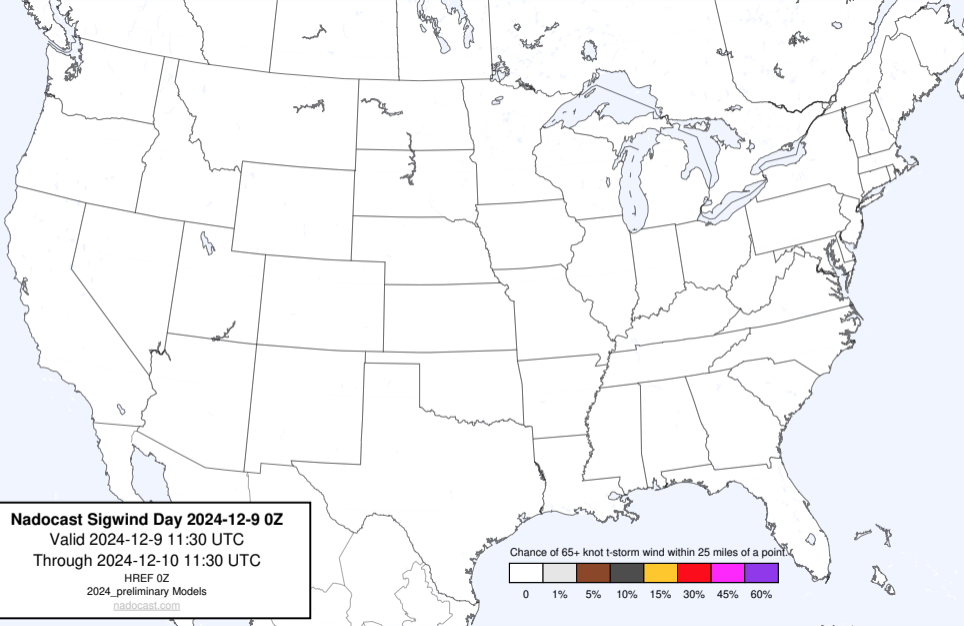 Nadocast Sigwind Day 2024-12-9 0Z
Valid 2024-12-9 11:30 UTC
Through 2024-12-10 11:30 UTC
HREF 0Z
2024_preliminary Models
nadocast.com
Chance of 65+ knot t-storm wind within 25 miles of a point.
0 1% 5% 10% 15% 30% 45% 60%